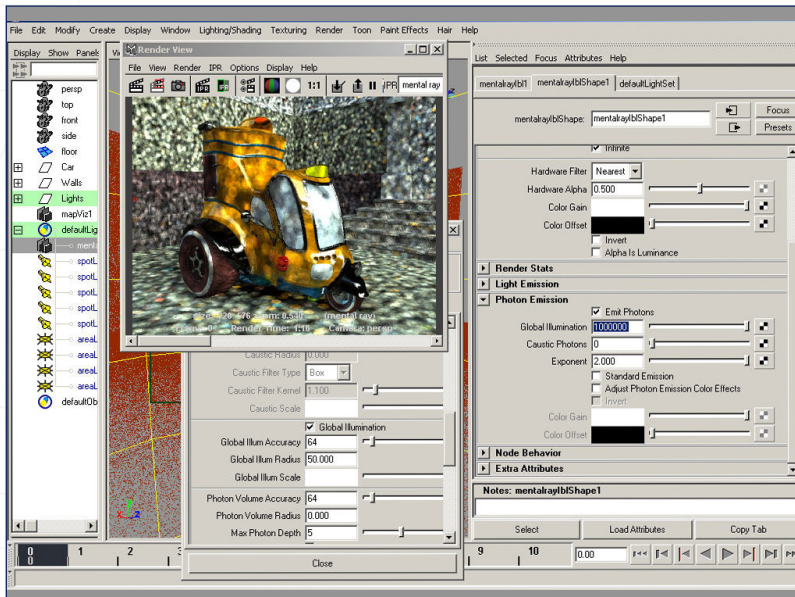 File Edit Modify Create Display Window Lighting/Shading Texturing Render Toon Paint Effects Hair Help
Display Show Panels
persp
top
front
side
floor
Car
Walls
Lights
mapViz1
defaultLig
menta
spotL
spotL
spotL
spotL
spotL
areaL
areaL
areaL
areaL
defaultOb
Render View
File View Render IPR Options Display Help
IPR
1:1
IPR
mental ray
(mental ray)
Render Time: 1:10 Camera: persp
Caustic Radius 0.000
Caustic Filter Type Box
Caustic Filter Kernel 1.100
Caustic Scale
Global Illumination
Global Illum Accuracy 64
Global Illum Radius 50.000
Global Illum Scale
Photon Volume Accuracy 64
Photon Volume Radius 0.000
Max Photon Depth 5
Close
List Selected Focus Attributes Help
mentalrayIbl1 mentalrayIblShape1 defaultLightSet
mentalrayIblShape: mentalrayIblShape1
Focus
Presets
Infinite
Hardware Filter Nearest
Hardware Alpha 0.500
Color Gain
Color Offset
Invert
Alpha Is Luminance
Render Stats
Light Emission
Photon Emission
Emit Photons
Global Illumination 1000000
Caustic Photons 0
Exponent 2.000
Standard Emission
Adjust Photon Emission Color Effects
Invert
Color Gain
Color Offset
Node Behavior
Extra Attributes
Notes: mentalrayIblShape1
Select Load Attributes Copy Tab
0 1 2 3 9 10
0
0.00